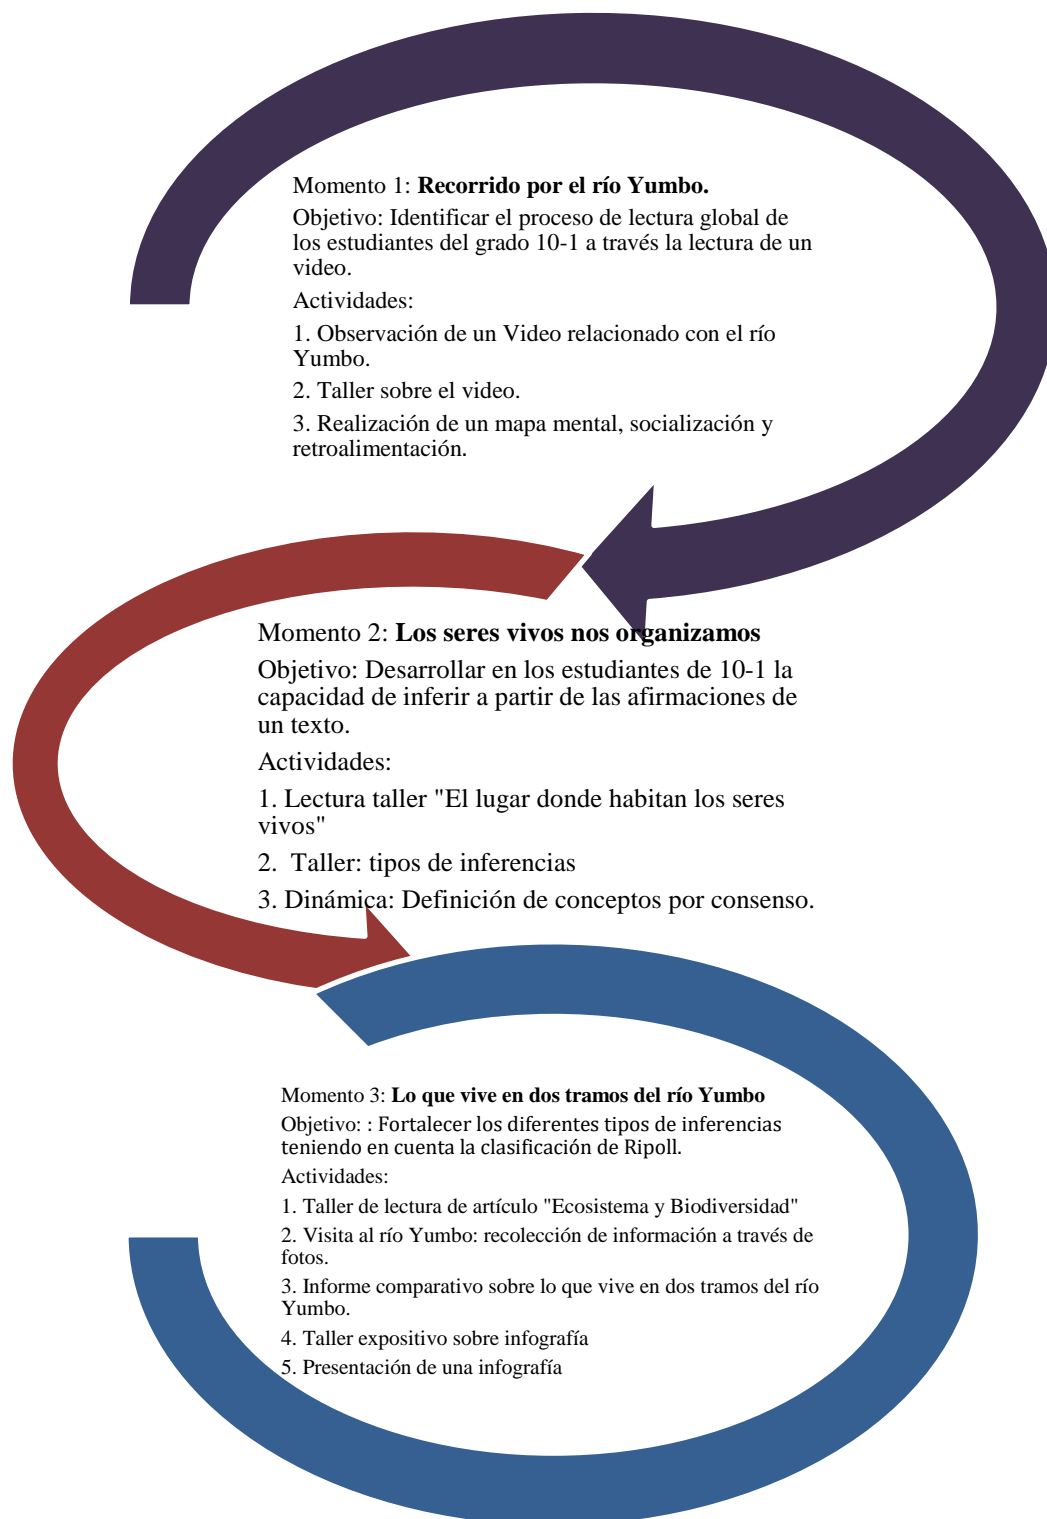 Momento 1: Recorrido por el río Yumbo.
Objetivo: Identificar el proceso de lectura global de
los estudiantes del grado 10-1 a través la lectura de un
video.
Actividades:
1. Observación de un Video relacionado con el río
Yumbo.
2. Taller sobre el video.
3. Realización de un mapa mental, socialización y
retroalimentación.
Momento 2: Los seres vivos nos organizamos
Objetivo: Desarrollar en los estudiantes de 10-1 la
capacidad de inferir a partir de las afirmaciones de
un texto.
Actividades:
1. Lectura taller "El lugar donde habitan los seres
vivos"
2. Taller: tipos de inferencias
3. Dinámica: Definición de conceptos por consenso.
Momento 3: Lo que vive en dos tramos del río Yumbo
Objetivo: : Fortalecer los diferentes tipos de inferencias
teniendo en cuenta la clasificación de Ripoll.
Actividades:
1. Taller de lectura de artículo "Ecosistema y Biodiversidad"
2. Visita al río Yumbo: recolección de información a través de
fotos.
3. Informe comparativo sobre lo que vive en dos tramos del río
Yumbo.
4. Taller expositivo sobre infografía
5. Presentación de una infografía